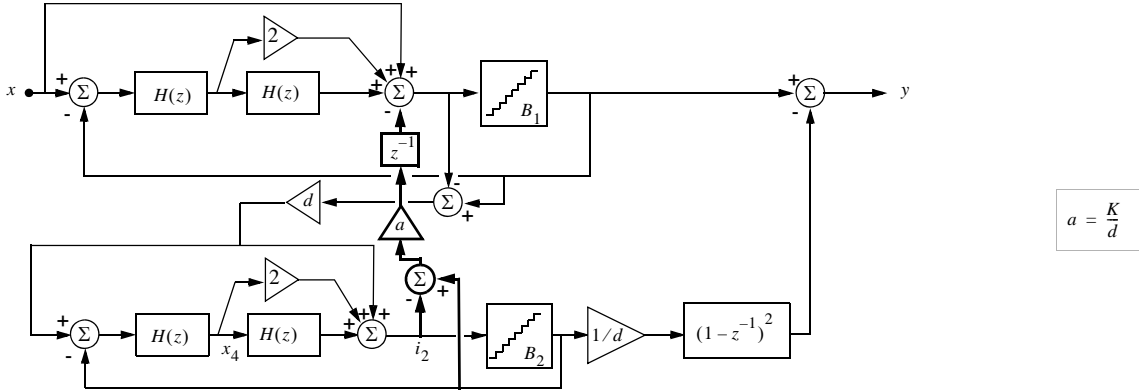 2
+ +
x + Σ H(z) H(z) + Σ B1 + Σ y
- - -
z^{-1}
d Σ - +
a
a = K/d
2 Σ - +
+ Σ H(z) H(z) + + + Σ B2 1/d (1 – z^{-1})^2
- x4 i2